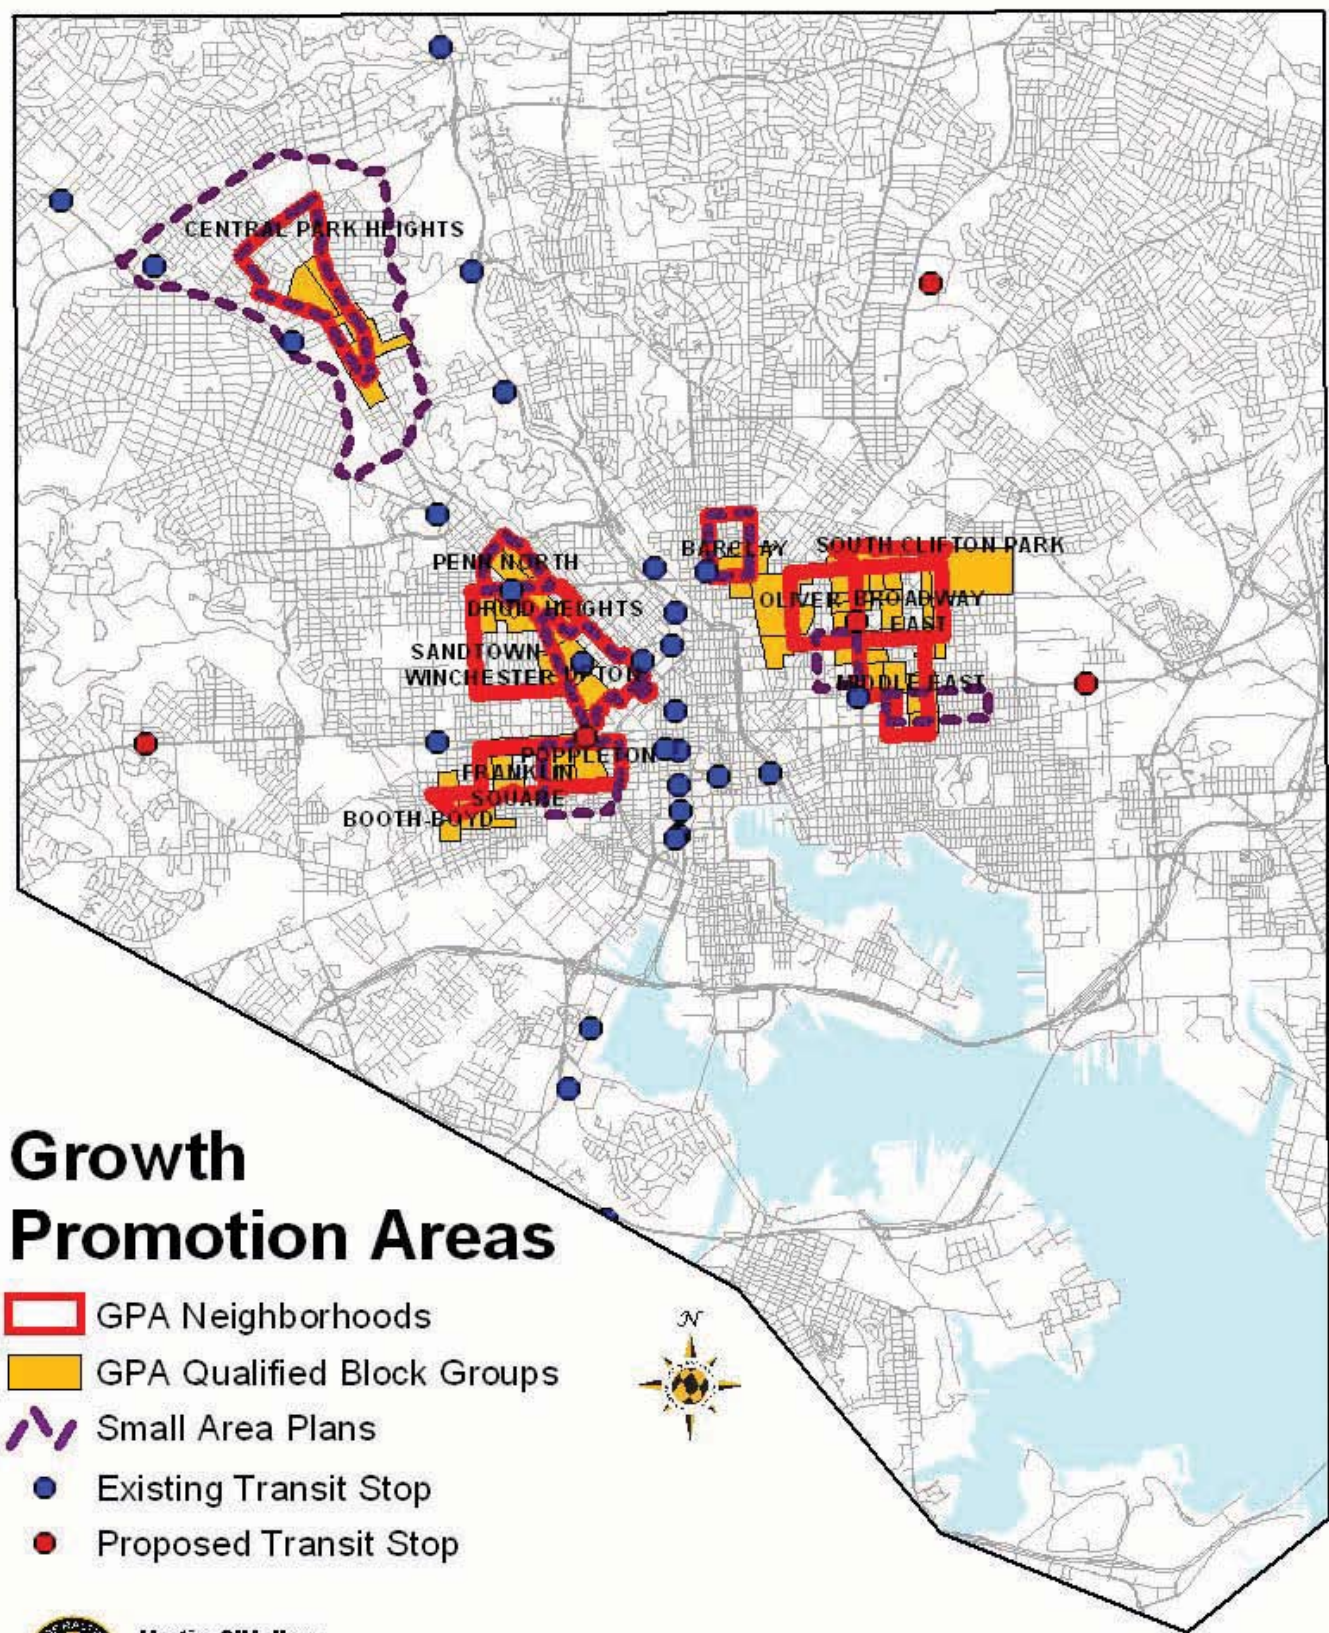 CENTRAL PARK HEIGHTS
PENN NORTH
BARCLAY
SOUTH CLIFTON PARK
DRUID HEIGHTS
OLIVER
BROADWAY
EAST
SANDTOWN-
WINCHESTER
UPTON
MIDDLE EAST
POPPLETON
FRANKLIN
SQUARE
BOOTH-BOYD
Growth
Promotion Areas
GPA Neighborhoods
GPA Qualified Block Groups
Small Area Plans
Existing Transit Stop
Proposed Transit Stop
N